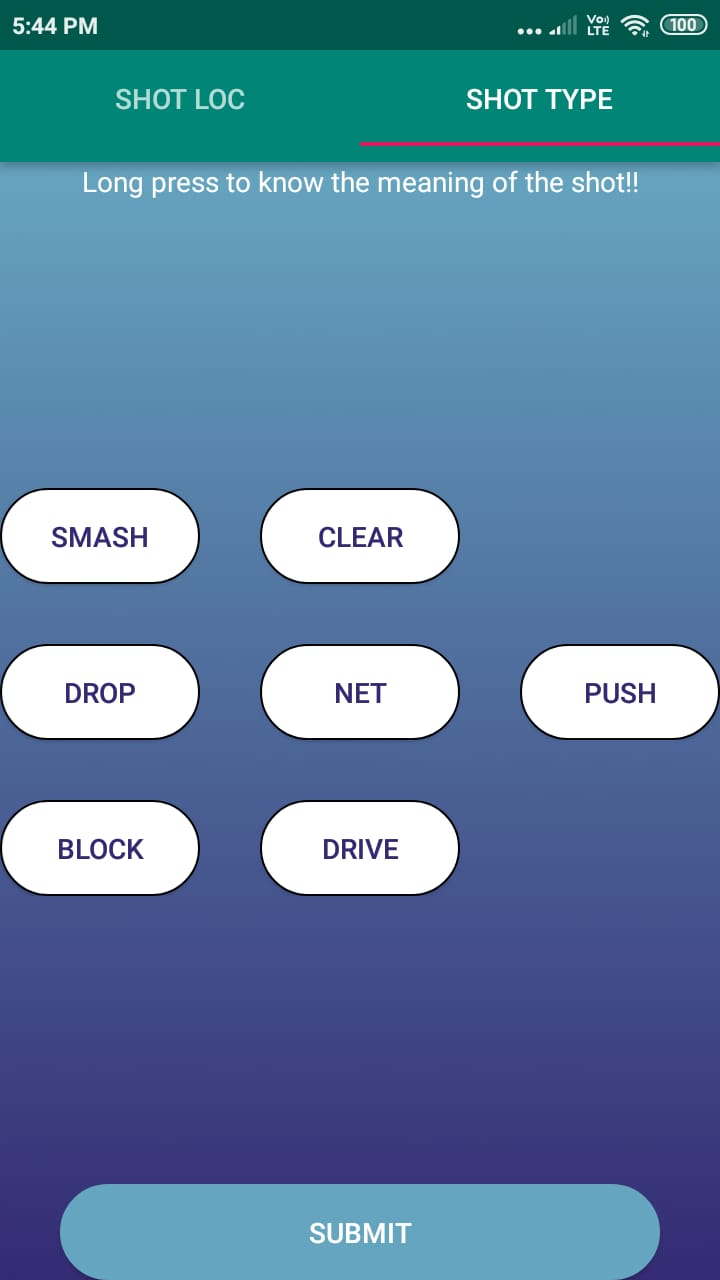 5:44 PM
Vo)) LTE
100
SHOT LOC SHOT TYPE
Long press to know the meaning of the shot!!
SMASH CLEAR
DROP NET PUSH
BLOCK DRIVE
SUBMIT